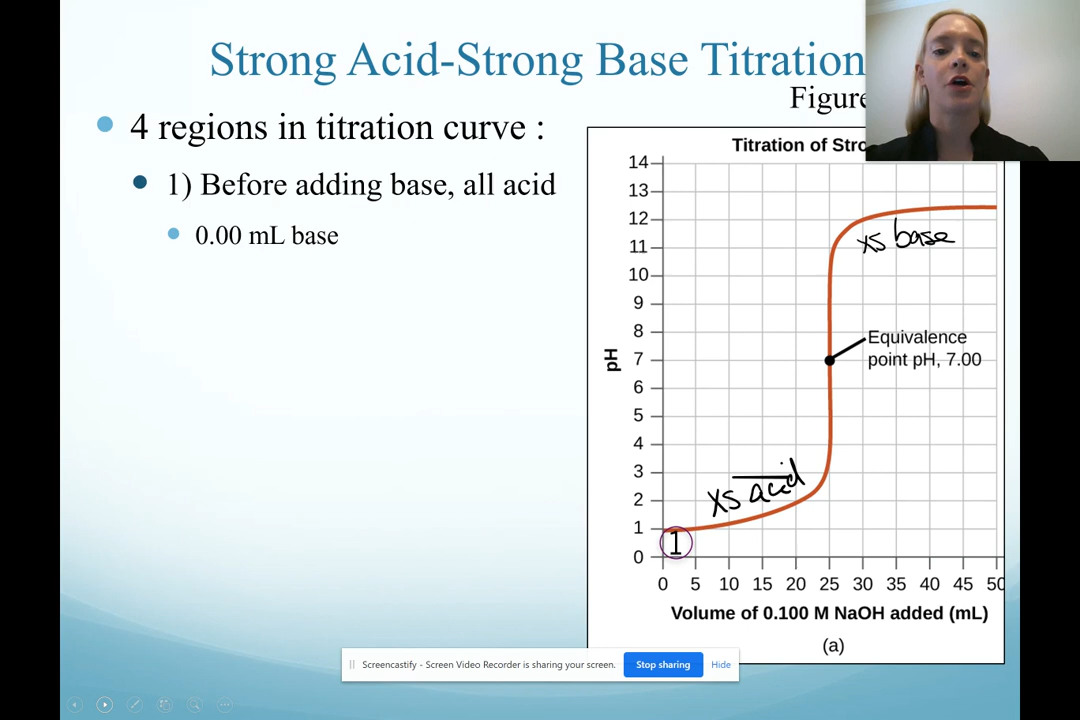 Strong Acid-Strong Base Titration
Figure
4 regions in titration curve :
1) Before adding base, all acid
0.00 mL base
Titration of Stro
14
13
12
11
10
9
8
7
6
5
4
3
2
1
0
pH
xs base
Equivalence
point pH, 7.00
xs acid
1
0 5 10 15 20 25 30 35 40 45 50
Volume of 0.100 M NaOH added (mL)
(a)
Screencastify - Screen Video Recorder is sharing your screen. Stop sharing Hide